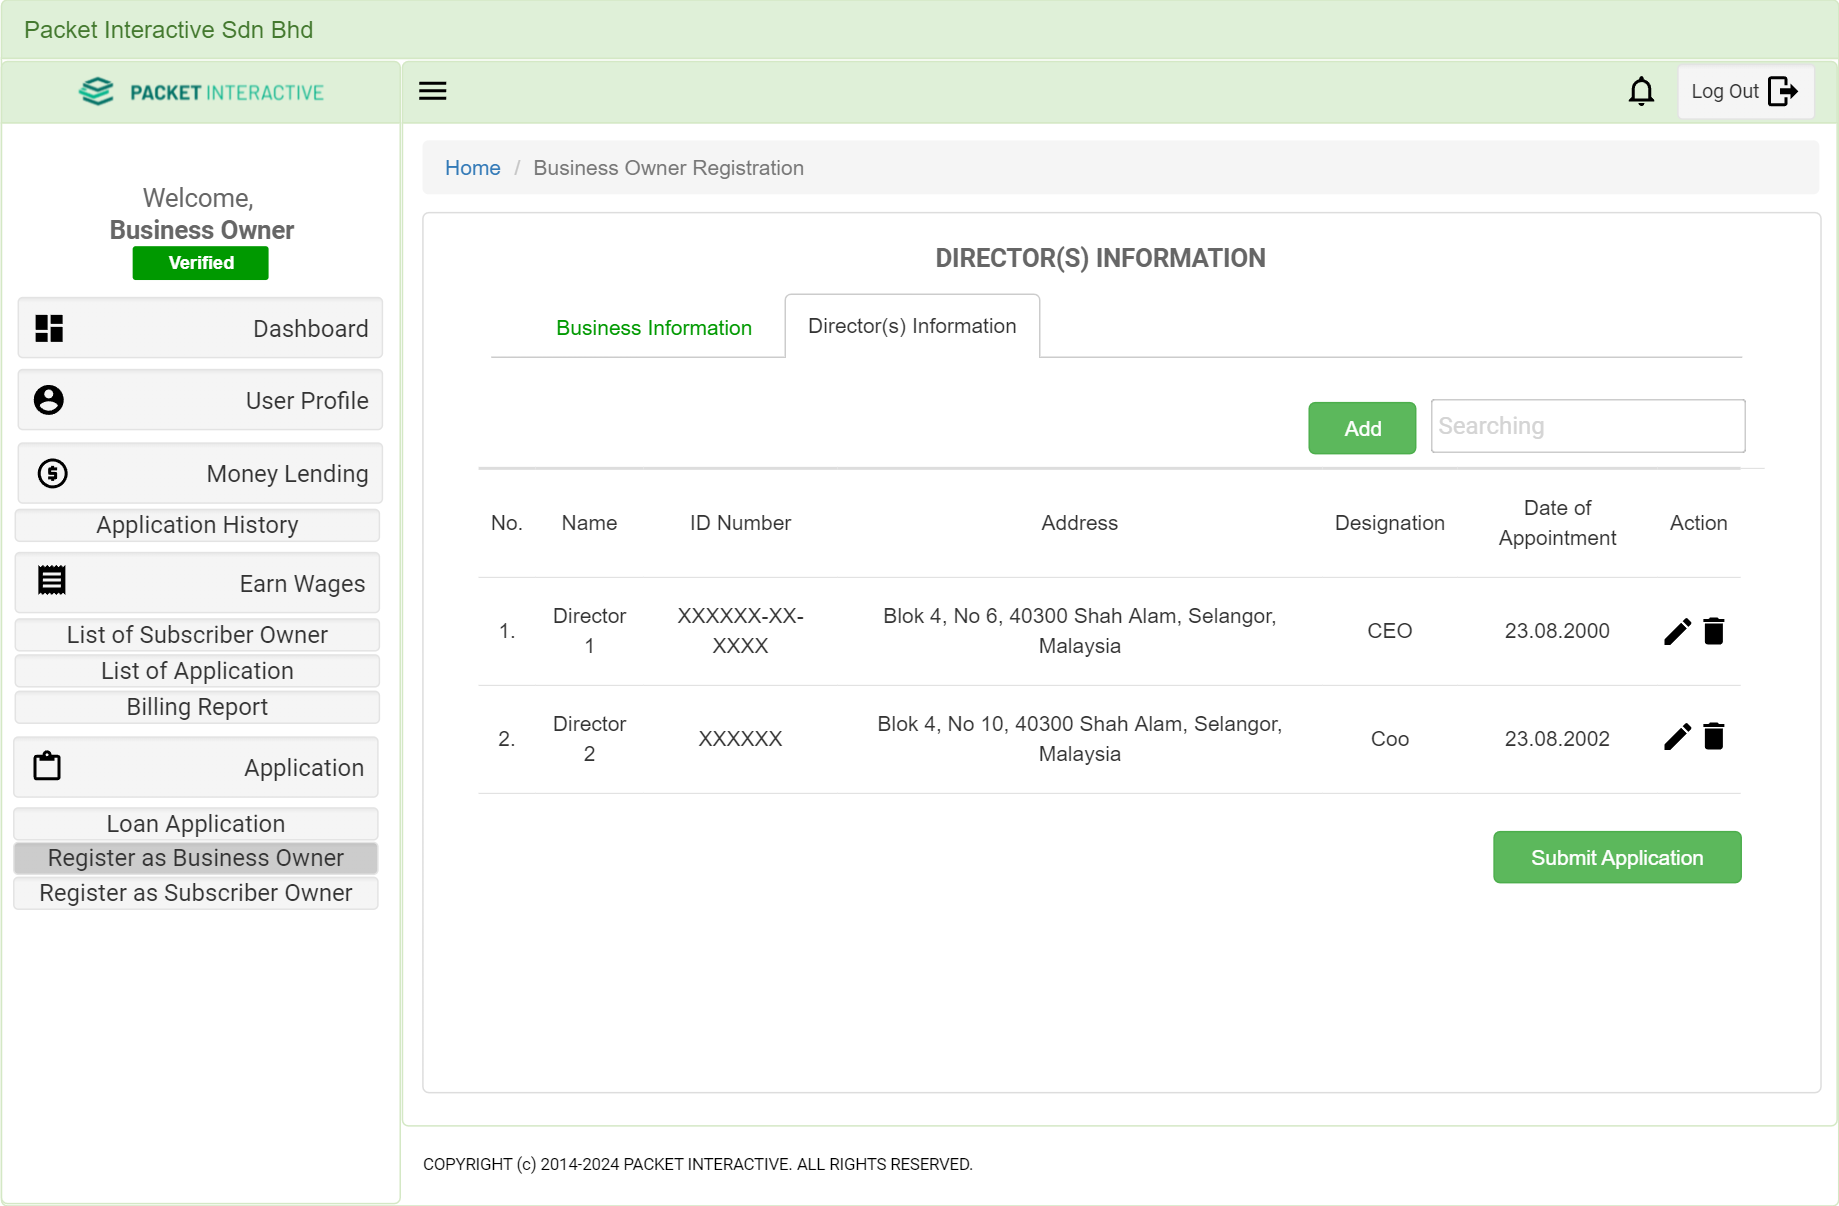 Packet Interactive Sdn Bhd
PACKET INTERACTIVE
Log Out
Welcome,
Business Owner
Verified
Dashboard
User Profile
Money Lending
Application History
Earn Wages
List of Subscriber Owner
List of Application
Billing Report
Application
Loan Application
Register as Business Owner
Register as Subscriber Owner
Home / Business Owner Registration
DIRECTOR(S) INFORMATION
Business Information
Director(s) Information
Add
Searching
No. Name ID Number Address Designation Date of
Appointment Action
1. Director
1 XXXXXX-XX-
XXXX Blok 4, No 6, 40300 Shah Alam, Selangor,
Malaysia CEO 23.08.2000
2. Director
2 XXXXXX Blok 4, No 10, 40300 Shah Alam, Selangor,
Malaysia Coo 23.08.2002
Submit Application
COPYRIGHT (c) 2014-2024 PACKET INTERACTIVE. ALL RIGHTS RESERVED.